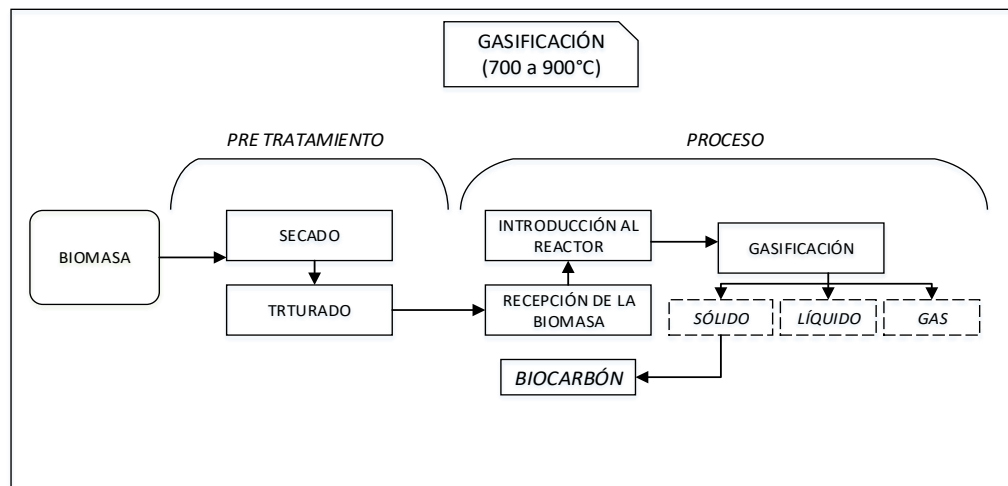 GASIFICACIÓN
(700 a 900°C)
PRE TRATAMIENTO
PROCESO
BIOMASA
SECADO
TRTURADO
INTRODUCCIÓN AL
REACTOR
RECEPCIÓN DE LA
BIOMASA
GASIFICACIÓN
SÓLIDO
LÍQUIDO
GAS
BIOCARBÓN